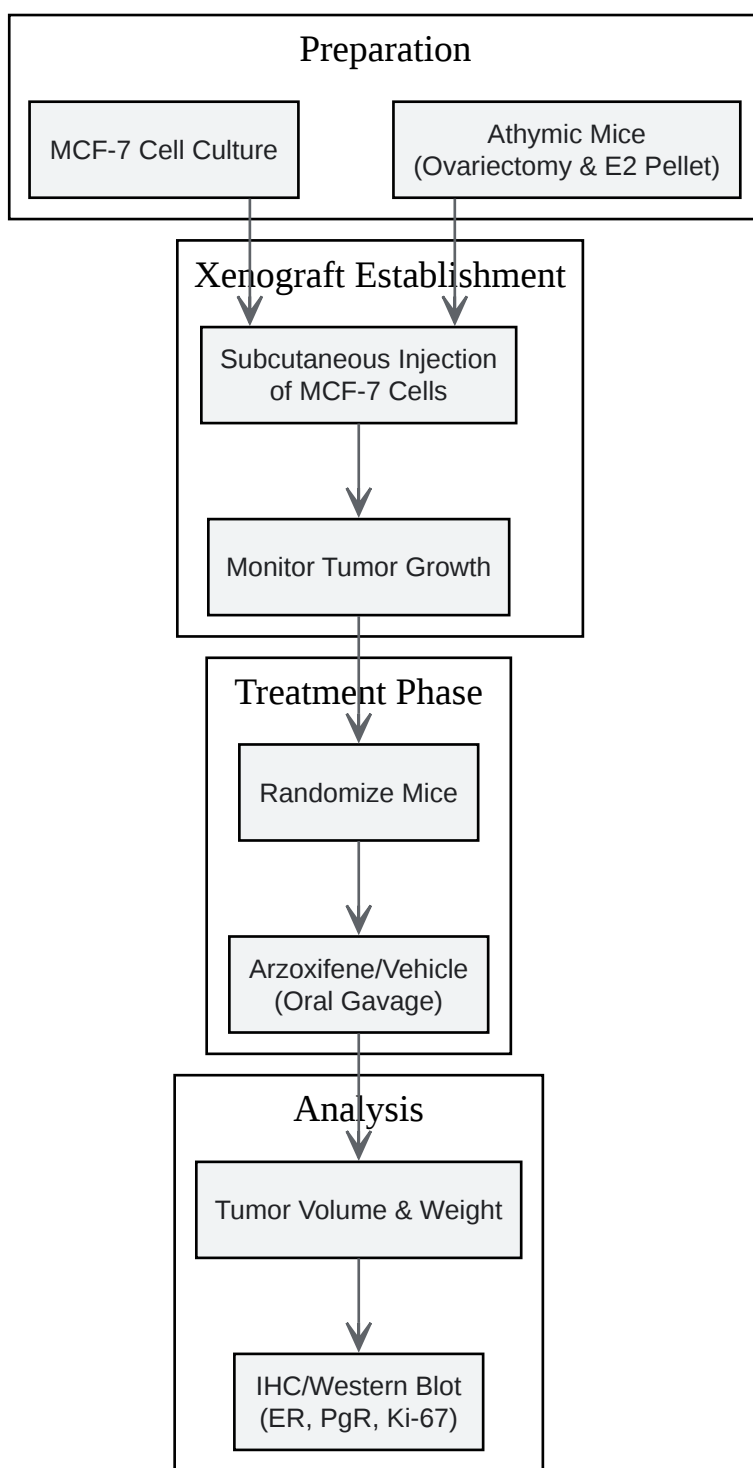 Preparation
MCF-7 Cell Culture
Athymic Mice
(Ovariectomy & E2 Pellet)
Xenograft Establishment
Subcutaneous Injection
of MCF-7 Cells
Monitor Tumor Growth
Treatment Phase
Randomize Mice
Arzoxifene/Vehicle
(Oral Gavage)
Analysis
Tumor Volume & Weight
IHC/Western Blot
(ER, PgR, Ki-67)